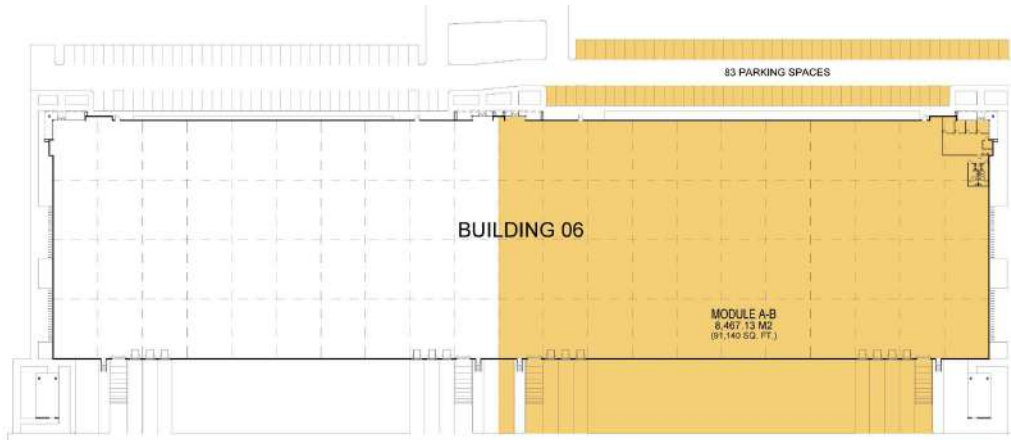 83 PARKING SPACES
BUILDING 06
MODULE A-B
8,467.13 M2
(91,140 SQ. FT.)